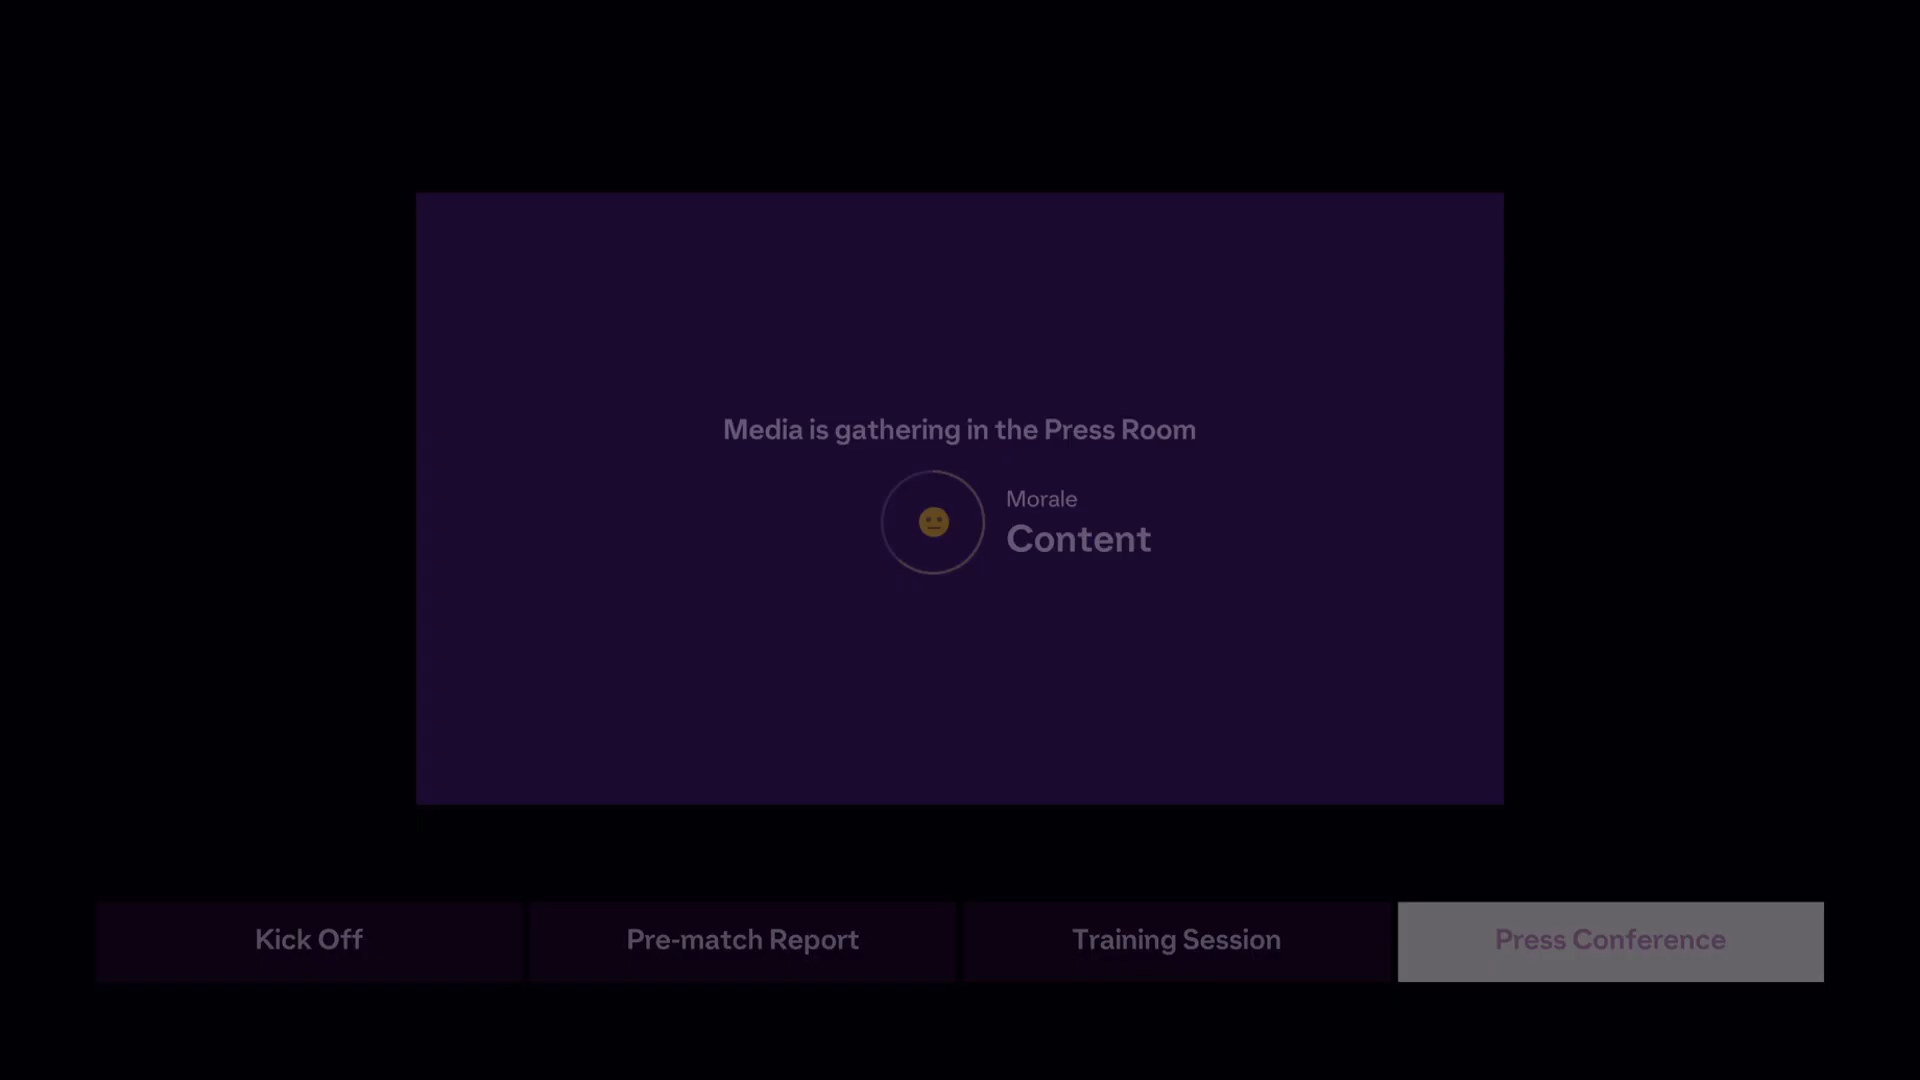 Media is gathering in the Press Room
Morale
Content
Kick Off
Pre-match Report
Training Session
Press Conference